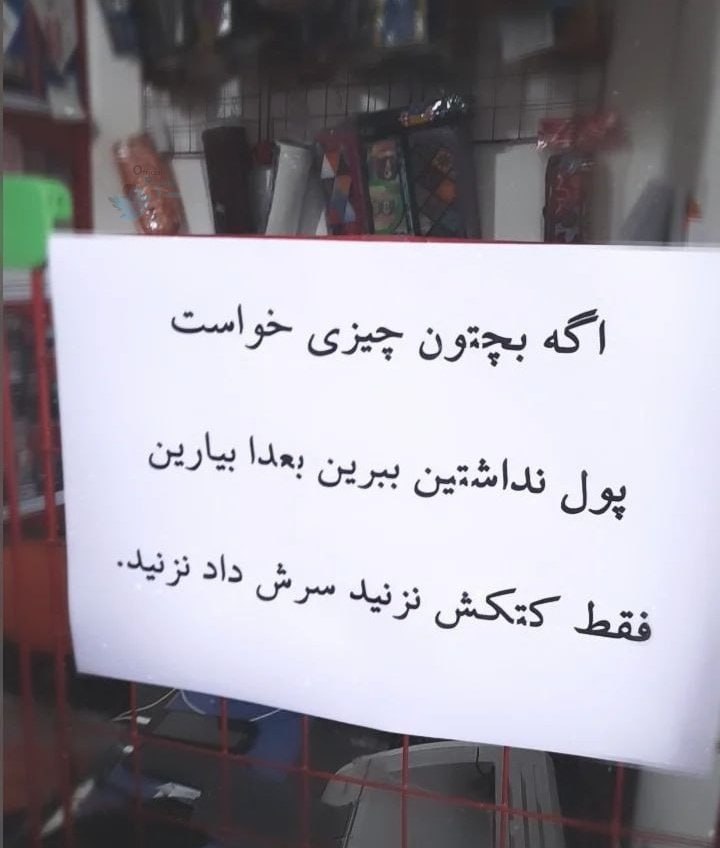 اگه بچتون چیزی خواست
پول نداشتین ببرین بعدا بیارین
فقط کتکش نزنید سرش داد نزنید.